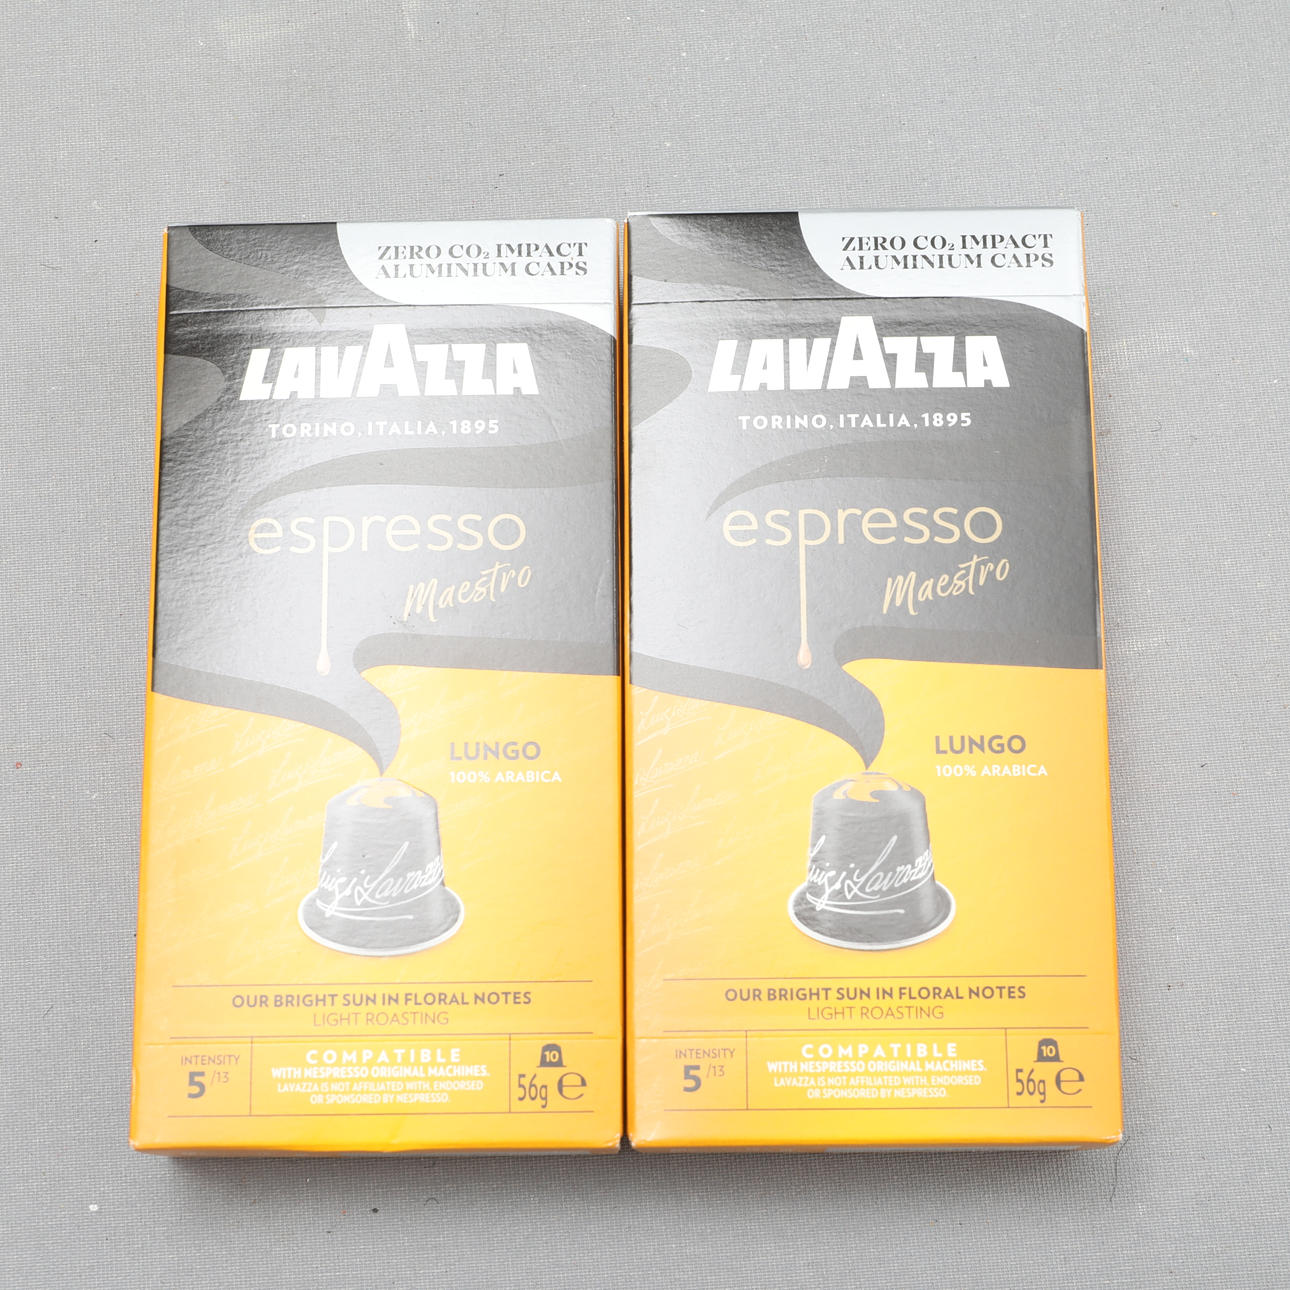 ZERO CO₂ IMPACT
ALUMINIUM CAPS
LAVAZZA
TORINO, ITALIA, 1895
espresso
Maestro
LUNGO
100% ARABICA
Luigi Lavazza
OUR BRIGHT SUN IN FLORAL NOTES
LIGHT ROASTING
INTENSITY
5/13
COMPATIBLE
WITH NESPRESSO ORIGINAL MACHINES.
LAVAZZA IS NOT AFFILIATED WITH, ENDORSED
OR SPONSORED BY NESPRESSO.
10
56g ℮
ZERO CO₂ IMPACT
ALUMINIUM CAPS
LAVAZZA
TORINO, ITALIA, 1895
espresso
Maestro
LUNGO
100% ARABICA
Luigi Lavazza
OUR BRIGHT SUN IN FLORAL NOTES
LIGHT ROASTING
INTENSITY
5/13
COMPATIBLE
WITH NESPRESSO ORIGINAL MACHINES.
LAVAZZA IS NOT AFFILIATED WITH, ENDORSED
OR SPONSORED BY NESPRESSO.
10
56g ℮